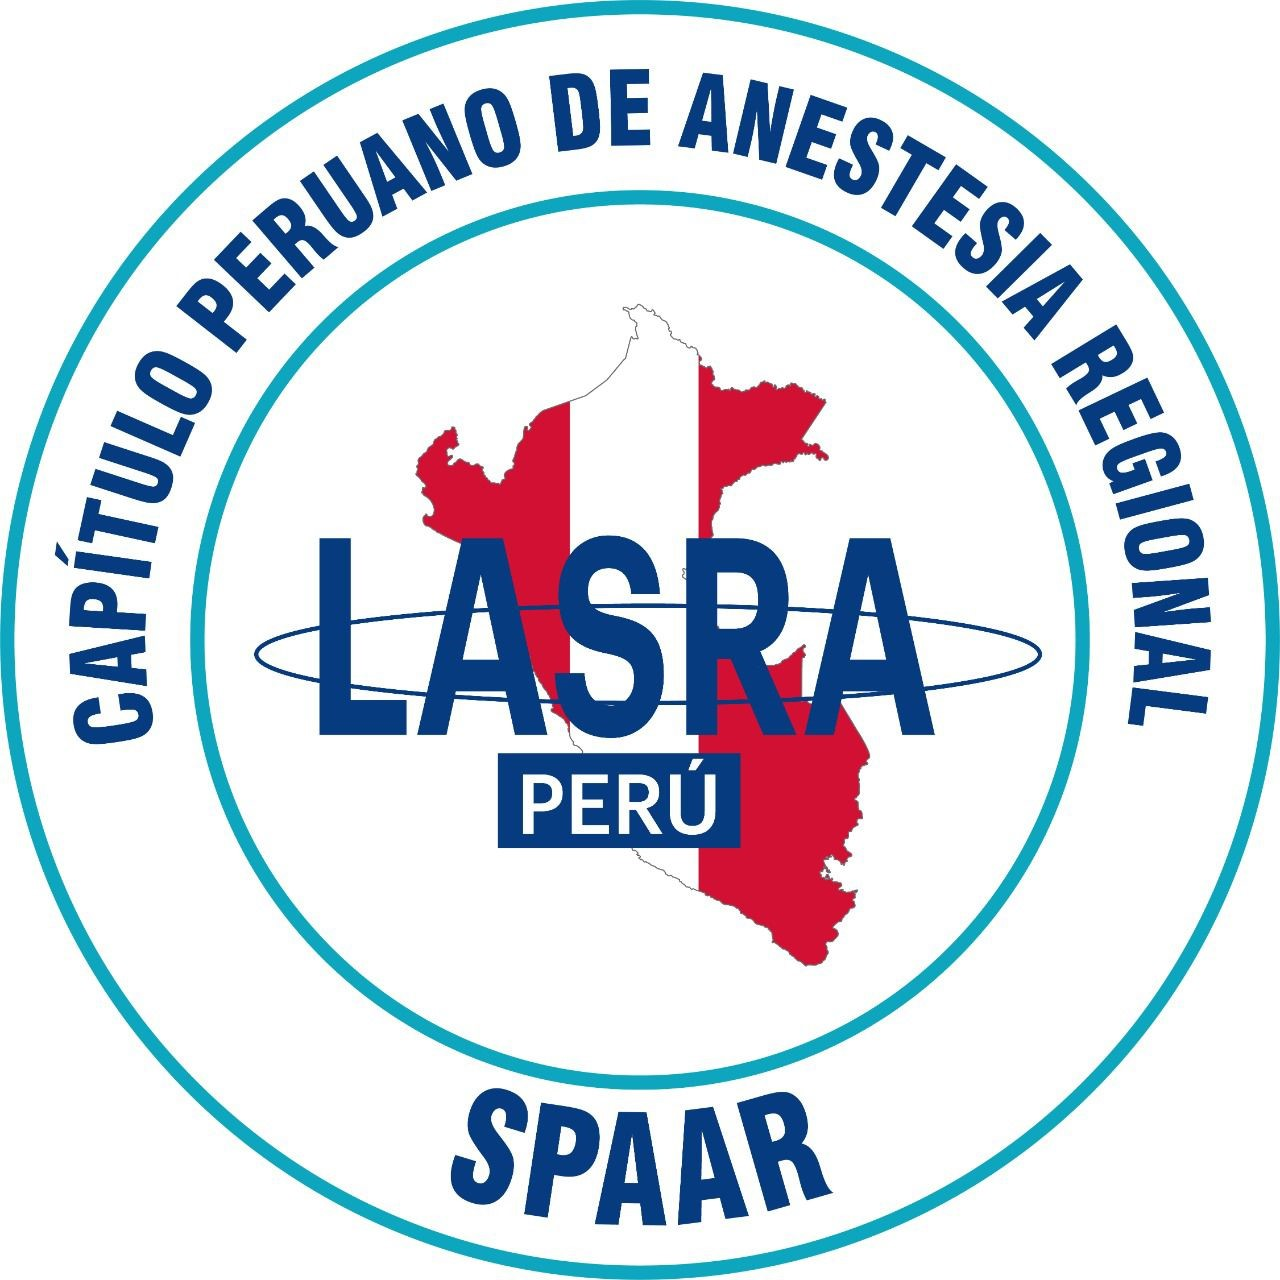 CAPÍTULO PERUANO DE ANESTESIA REGIONAL
LASRA
PERÚ
SPAAR